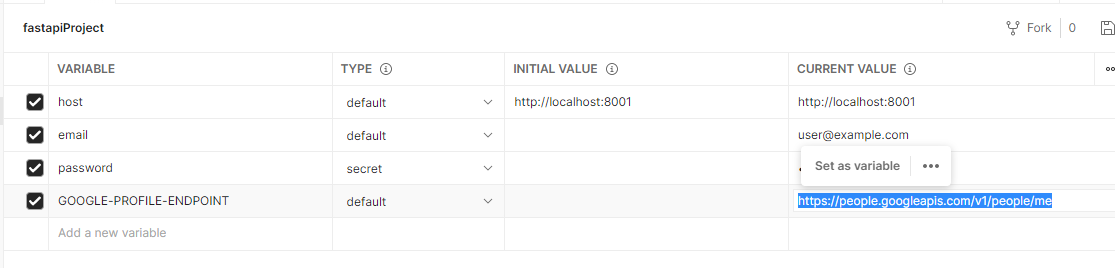 fastapiProject
Fork 0
VARIABLE TYPE INITIAL VALUE CURRENT VALUE
host default http://localhost:8001 http://localhost:8001
email default user@example.com
Set as variable
password secret
GOOGLE-PROFILE-ENDPOINT default https://people.googleapis.com/v1/people/me
Add a new variable